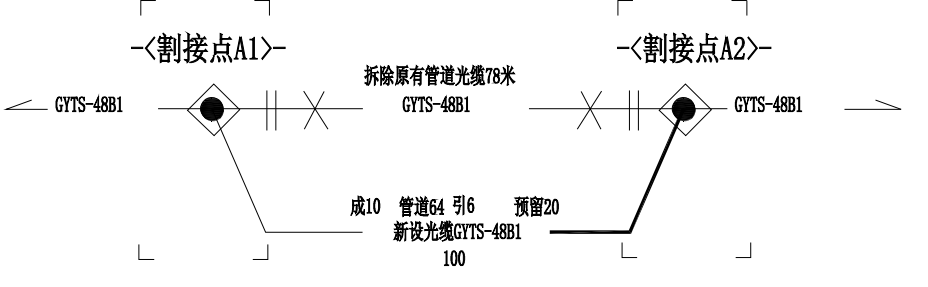 -<割接点A1>-
-<割接点A2>-
拆除原有管道光缆78米
GYTS-48B1
GYTS-48B1
GYTS-48B1
成10 管道64 引6 预留20
新设光缆GYTS-48B1
100